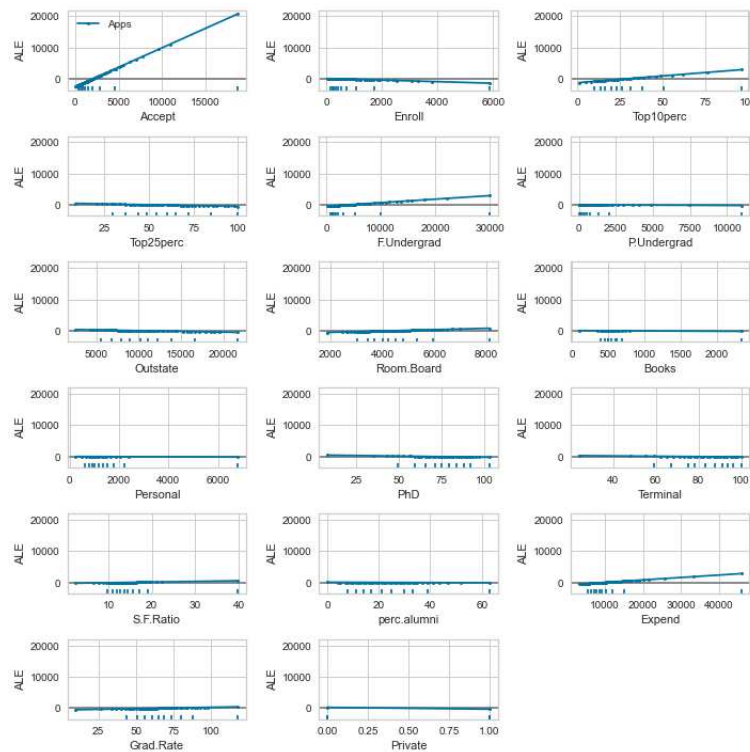 20000
10000
0
ALE
Apps
0 5000 10000 15000
Accept
20000
10000
0
ALE
0 2000 4000 6000
Enroll
20000
10000
0
ALE
0 25 50 75 10
Top10perc
20000
10000
0
ALE
25 50 75 100
Top25perc
20000
10000
0
ALE
0 10000 20000 30000
F.Undergrad
20000
10000
0
ALE
0 2500 5000 7500 10000
P.Undergrad
20000
10000
0
ALE
5000 10000 15000 20000
Outstate
20000
10000
0
ALE
2000 4000 6000 8000
Room.Board
20000
10000
0
ALE
100 1000 1500 2000
Books
20000
10000
0
ALE
0 2000 4000 6000
Personal
20000
10000
0
ALE
25 50 75 100
PhD
20000
10000
0
ALE
40 60 80 100
Terminal
20000
10000
0
ALE
10 20 30 40
S.F.Ratio
20000
10000
0
ALE
0 20 40 60
perc.alumni
20000
10000
0
ALE
10000 20000 30000 40000
Expend
20000
10000
0
ALE
25 50 75 100
Grad.Rate
20000
10000
0
ALE
0.00 0.25 0.50 0.75 1.00
Private